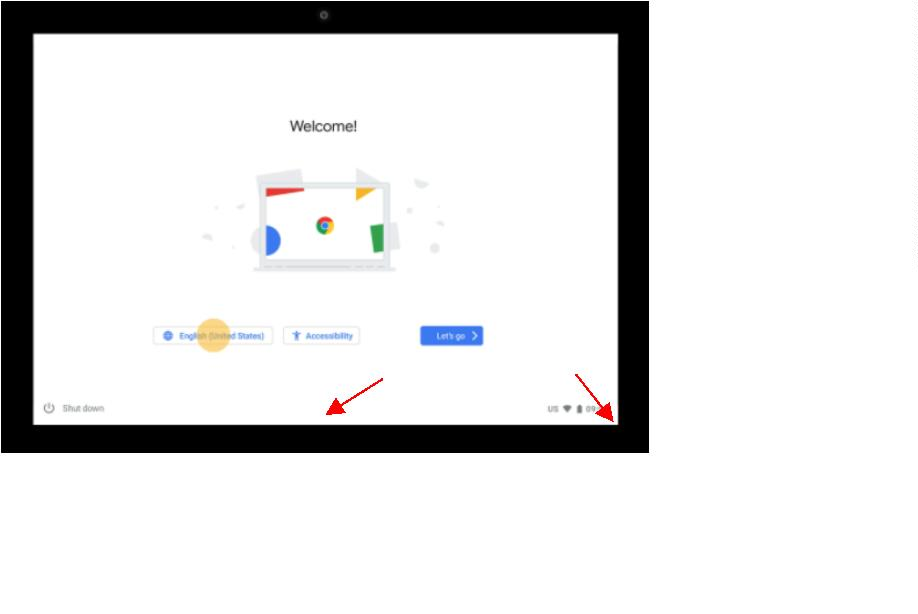 Welcome!
English (United States)
Accessibility
Let's go
Shut down
US